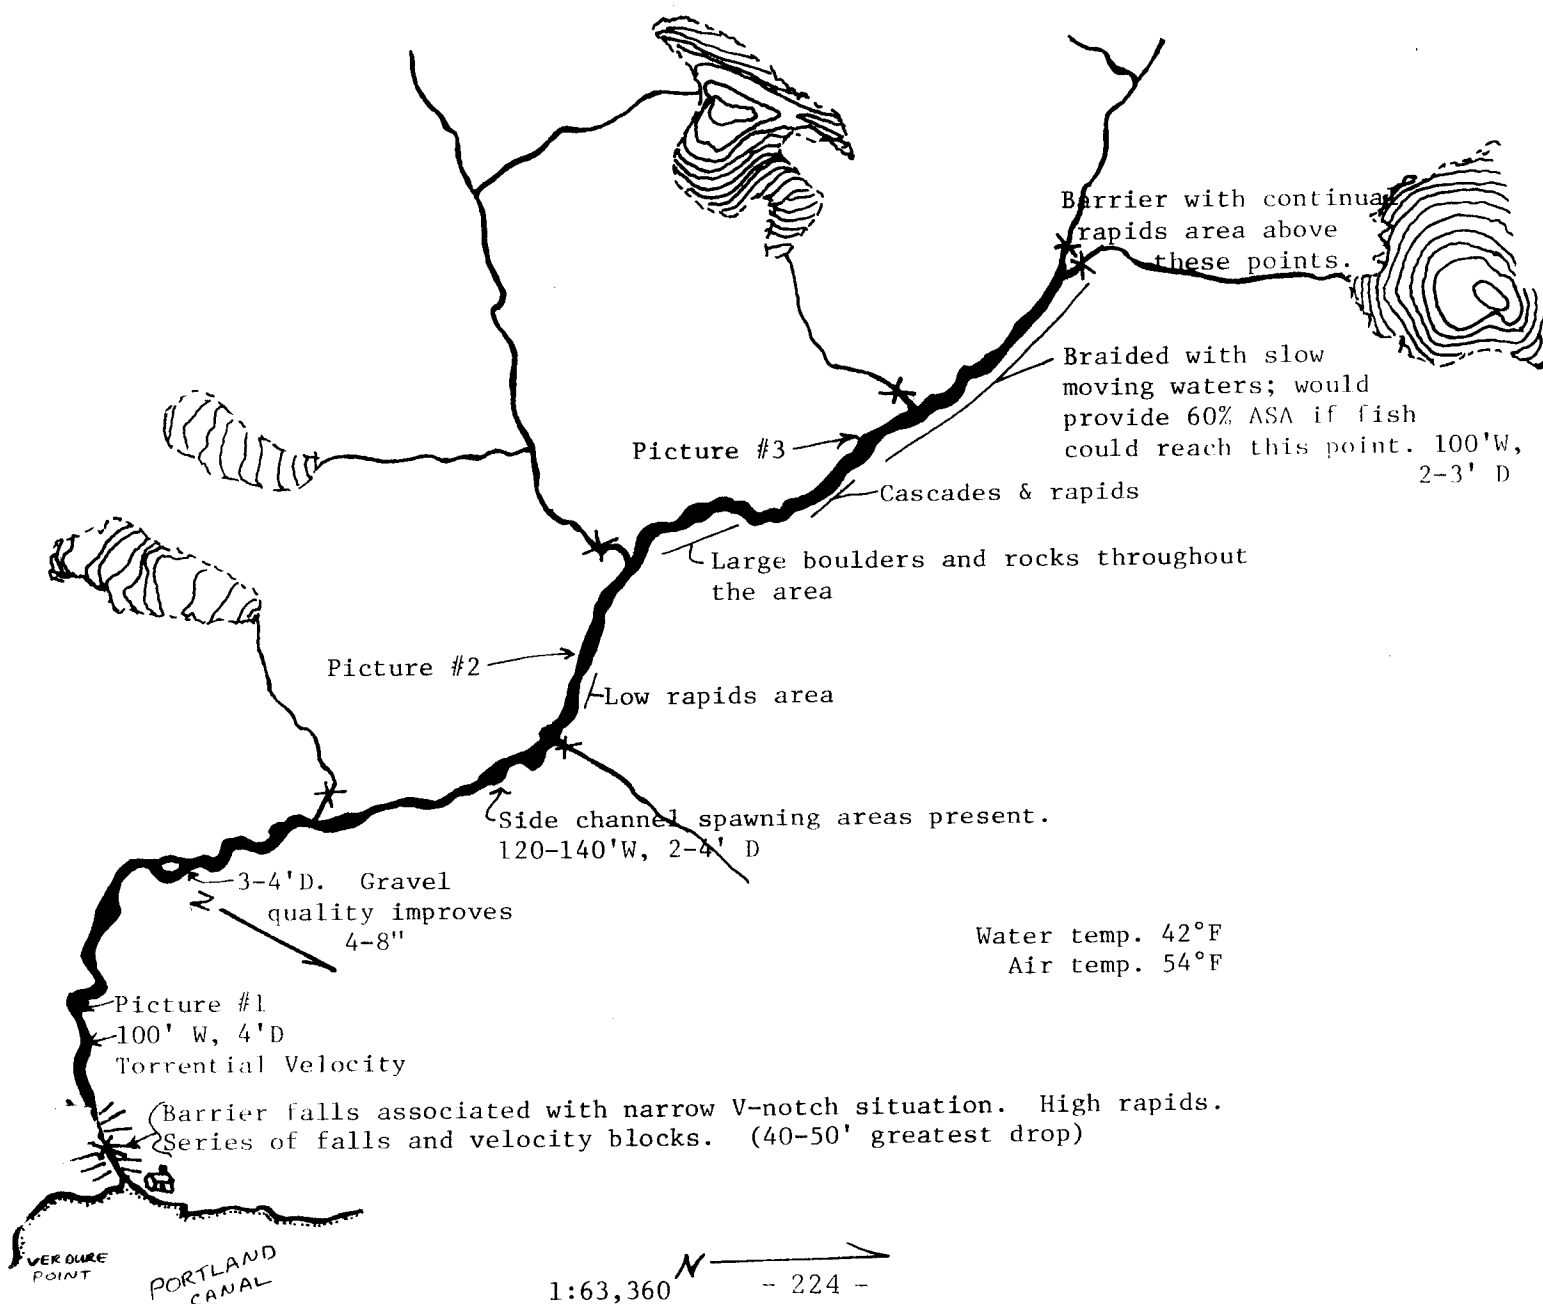 Barrier with continual
rapids area above
these points.
Braided with slow
moving waters; would
provide 60% ASA if fish
could reach this point. 100'W,
2-3' D
Picture #3
Cascades & rapids
Large boulders and rocks throughout
the area
Picture #2
Low rapids area
Side channel spawning areas present.
120-140'W, 2-4' D
3-4'D. Gravel
quality improves
4-8"
N
Water temp. 42°F
Air temp. 54°F
Picture #1
100' W, 4'D
Torrential Velocity
Barrier falls associated with narrow V-notch situation. High rapids.
Series of falls and velocity blocks. (40-50' greatest drop)
VERDURE
POINT
PORTLAND
CANAL
1:63,360
N
- 224 -